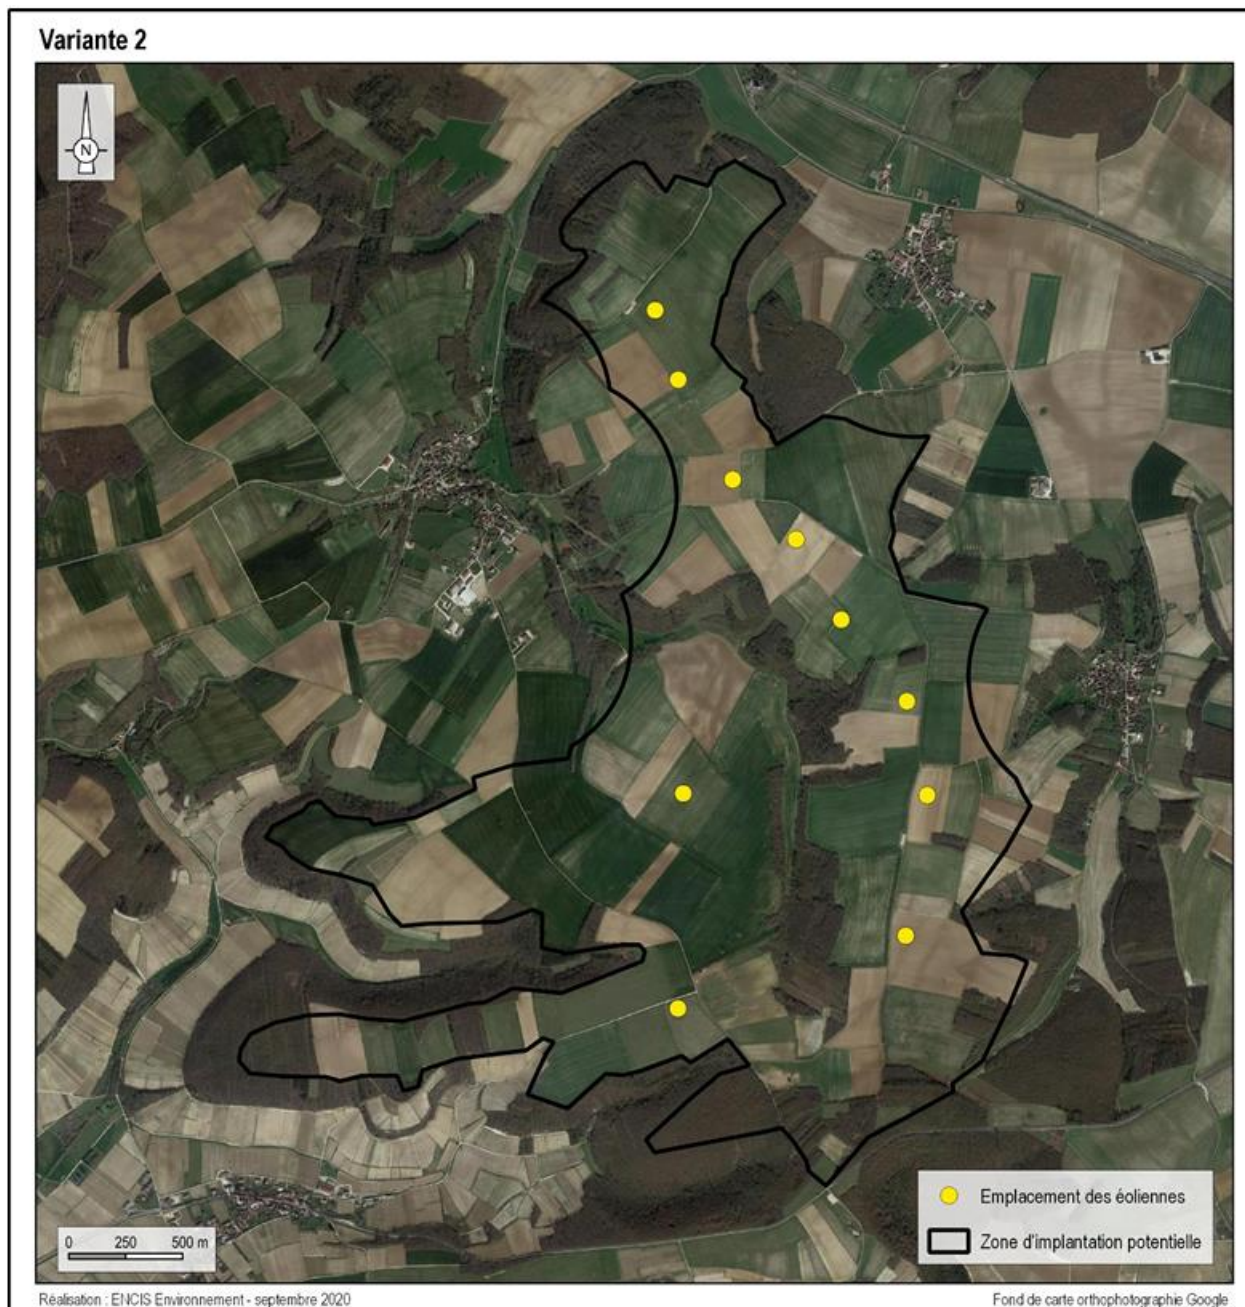 Variante 2
N
Emplacement des éoliennes
Zone d'implantation potentielle
0 250 500 m
Réalisation : ENCIS Environnement - septembre 2020
Fond de carte orthophotographie Google